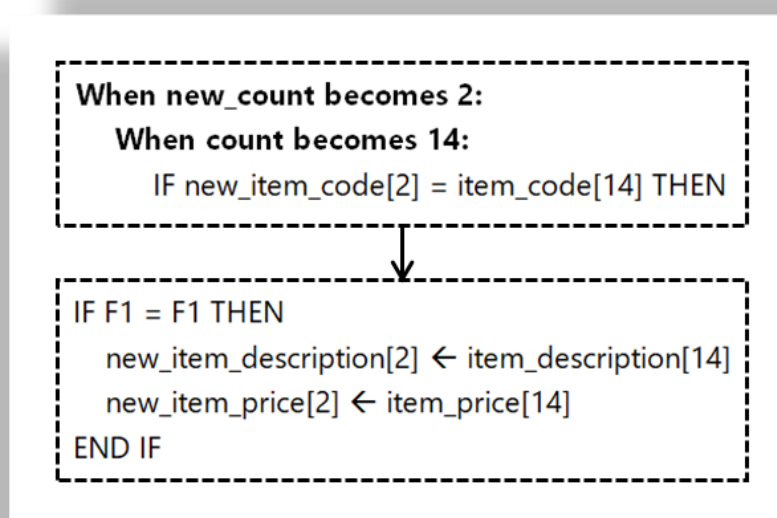 When new_count becomes 2:
When count becomes 14:
IF new_item_code[2] = item_code[14] THEN
IF F1 = F1 THEN
new_item_description[2] ← item_description[14]
new_item_price[2] ← item_price[14]
END IF